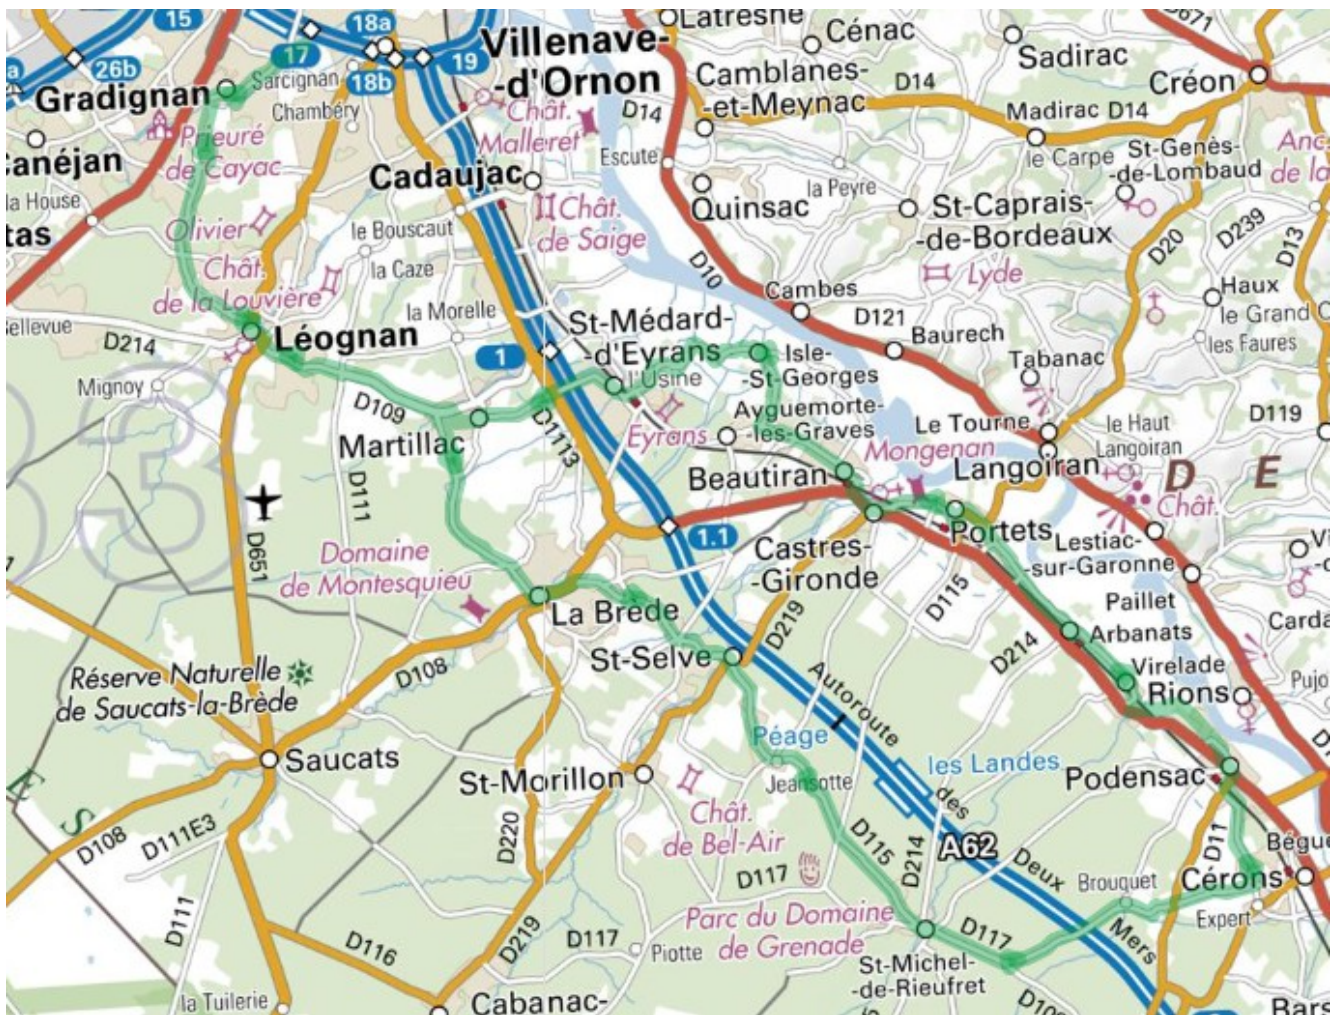 15
18a
Latresne
Cénac
D671
17
19
Villenave-
-d'Ornon
Sadirac
26b
Sarcignan
18b
Camblanes-
-et-Meynac
D14
Créon
Gradignan
Chambéry
Chât.
Malleret
D14
Madirac
D14
Prieuré
de Cayac
Escute
le Carpe
St-Genès-
-de-Lombaud
Canéjan
Cadaujac
la Peyre
la House
Quinsac
St-Caprais-
-de-Bordeaux
Olivier
le Bouscaut
Chât.
de Saige
D20
D239
D13
la Caze
Chât.
de la Louvière
D10
Lyde
Cambes
Haux
la Morelle
St-Médard-
-d'Eyrans
D121
le Grand
Bellevue
Léognan
Baurech
les Faures
D214
1
l'Usine
Isle-
-St-Georges
Tabanac
Mignoy
D109
Ayguemorte-
-les-Graves
Le Tourne
le Haut
Langoiran
D119
Martillac
D1113
Eyrans
Mongenan
Langoiran
33
Beautiran
D E
D111
Chât.
D651
1.1
Portets
Domaine
de Montesquieu
Castres-
-Gironde
Lestiac-
-sur-Garonne
D115
La Brède
Paillet
D219
Arbanats
St-Selve
D214
Réserve Naturelle
de Saucats-la-Brède
D108
Virelade
Rions
Autoroute
Péage
Saucats
les Landes
St-Morillon
Jeansotte
Podensac
des
Chât.
de Bel-Air
D220
D115
D214
A62
D11
D108
D111E3
Deux
D117
Brouquet
Cérons
Parc du Domaine
de Grenade
Expert
D111
D219
D117
D117
Mers
D116
Piotte
St-Michel-
-de-Rieufret
la Tuilerie
Cabanac-